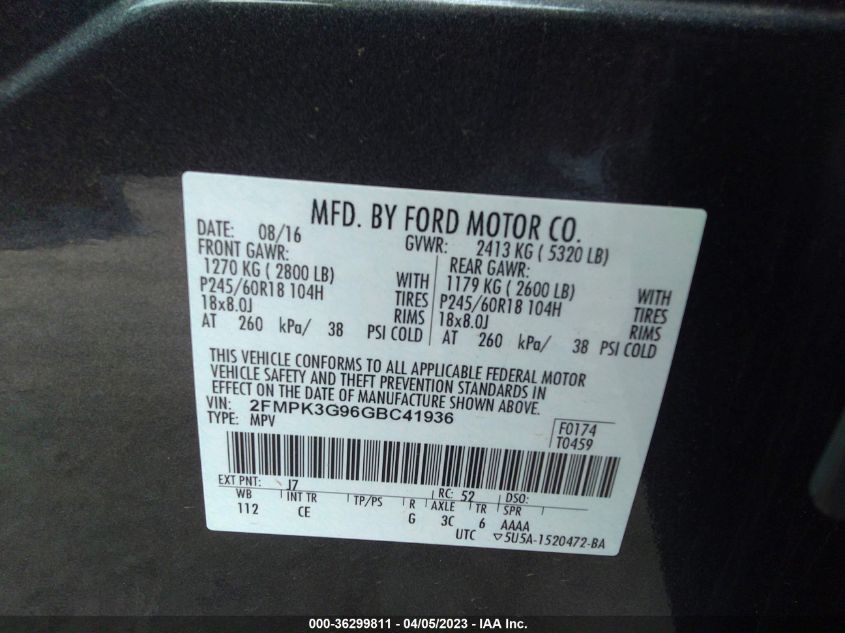 MFD. BY FORD MOTOR CO.
DATE: 08/16 GVWR: 2413 KG ( 5320 LB)
FRONT GAWR: REAR GAWR:
1270 KG ( 2800 LB) WITH 1179 KG ( 2600 LB) WITH
P245/60R18 104H TIRES P245/60R18 104H TIRES
18x8.0J RIMS 18x8.0J RIMS
AT 260 kPa/ 38 PSI COLD AT 260 kPa/ 38 PSI COLD
THIS VEHICLE CONFORMS TO ALL APPLICABLE FEDERAL MOTOR
VEHICLE SAFETY AND THEFT PREVENTION STANDARDS IN
EFFECT ON THE DATE OF MANUFACTURE SHOWN ABOVE.
VIN: 2FMPK3G96GBC41936
TYPE: MPV
F0174
T0459
EXT PNT: J7 RC: 52 DSO:
WB INT TR TP/PS R AXLE TR SPR
112 CE G 3C 6 AAAA
UTC ▽5U5A-1520472-BA
000-36299811 - 04/05/2023 - IAA Inc.